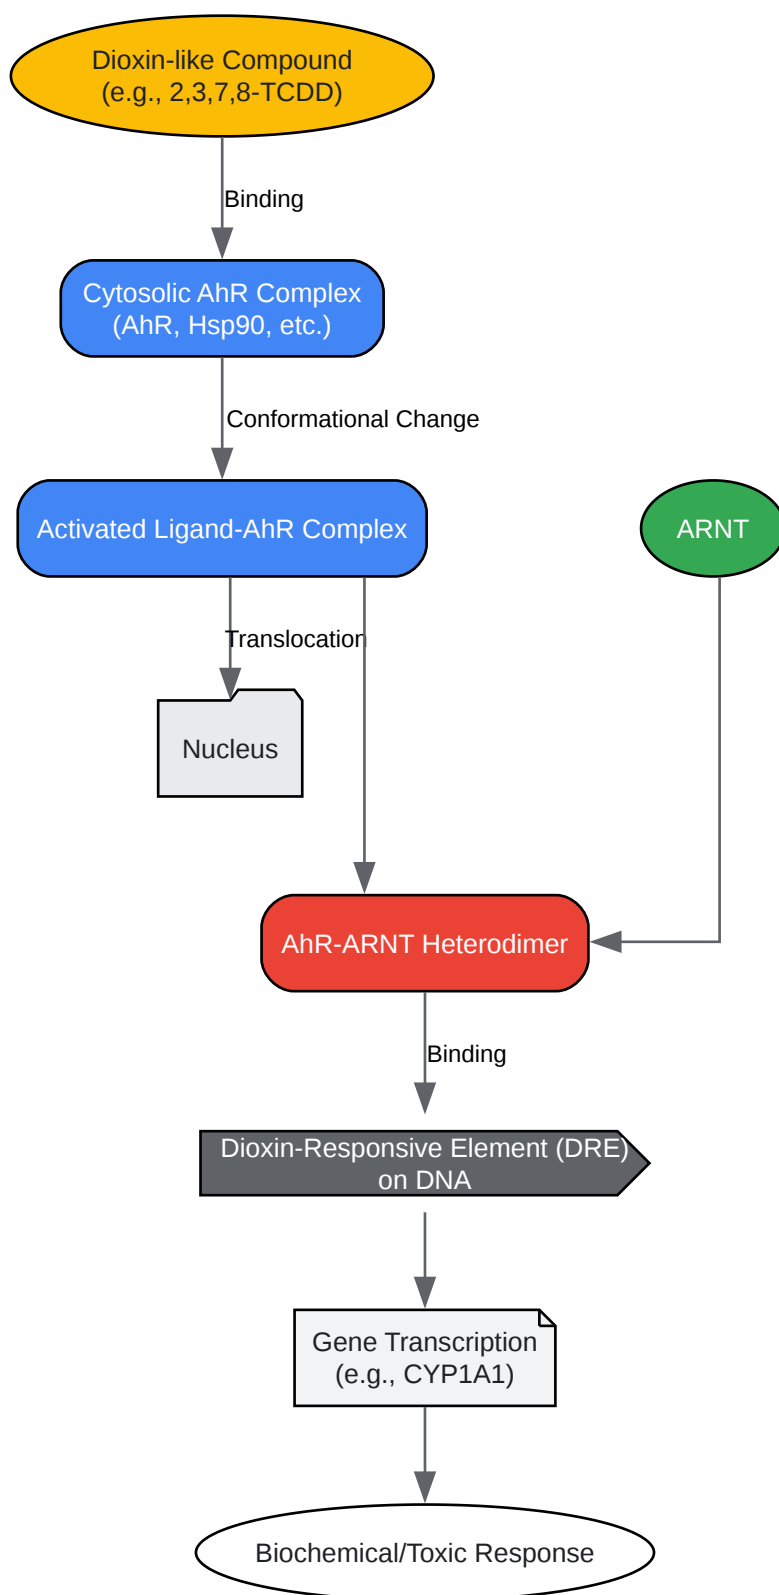 Dioxin-like Compound
(e.g., 2,3,7,8-TCDD)
Binding
Cytosolic AhR Complex
(AhR, Hsp90, etc.)
Conformational Change
Activated Ligand-AhR Complex
ARNT
Translocation
Nucleus
AhR-ARNT Heterodimer
Binding
Dioxin-Responsive Element (DRE)
on DNA
Gene Transcription
(e.g., CYP1A1)
Biochemical/Toxic Response